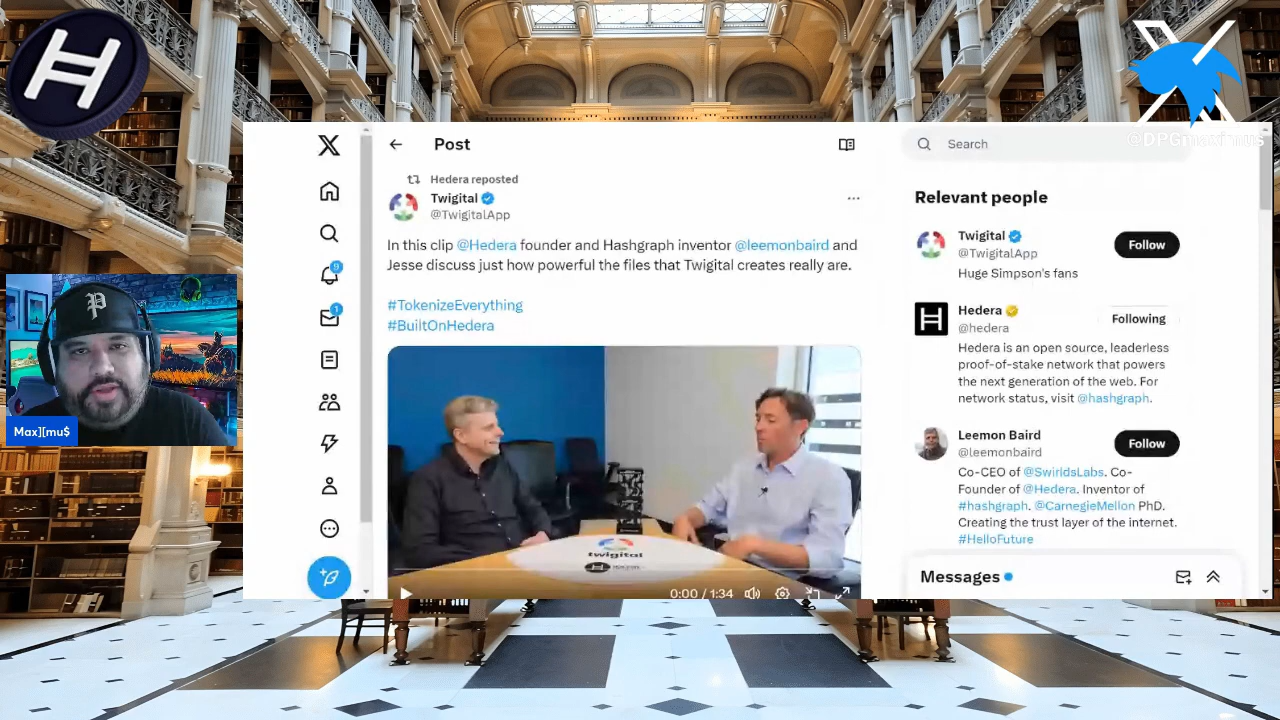 Post
Search
@DPGmaximus
Hedera reposted
Twigital
@TwigitalApp
In this clip @Hedera founder and Hashgraph inventor @leemonbaird and
Jesse discuss just how powerful the files that Twigital creates really are.
#TokenizeEverything
#BuiltOnHedera
twigital
0:00 / 1:34
Relevant people
Twigital
@TwigitalApp
Follow
Huge Simpson's fans
Hedera
@hedera
Following
Hedera is an open source, leaderless
proof-of-stake network that powers
the next generation of the web. For
network status, visit @hashgraph.
Leemon Baird
@leemonbaird
Follow
Co-CEO of @SwirldsLabs. Co-
Founder of @Hedera. Inventor of
#hashgraph. @CarnegieMellon PhD.
Creating the trust layer of the internet.
#HelloFuture
Messages
P
Max][mu$